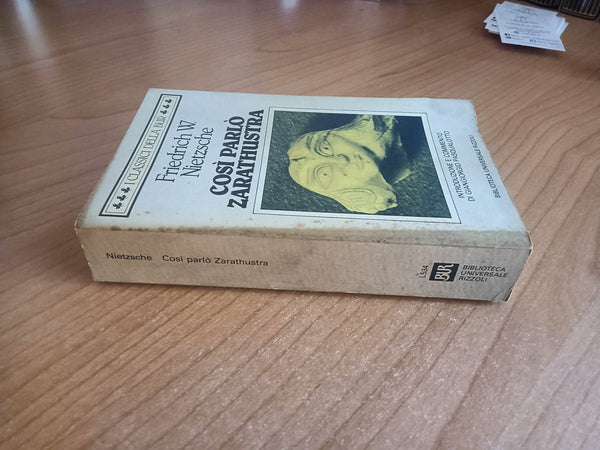 CLASSICI DELLA BUR
Friedrich W.
Nietzsche
COSÌ PARLÒ
ZARATHUSTRA
INTRODUZIONE E COMMENTO
DI GIANGIORGIO PASQUALOTTO
BIBLIOTECA UNIVERSALE RIZZOLI
Nietzsche Così parlò Zarathustra
L534
BUR
BIBLIOTECA
UNIVERSALE
RIZZOLI